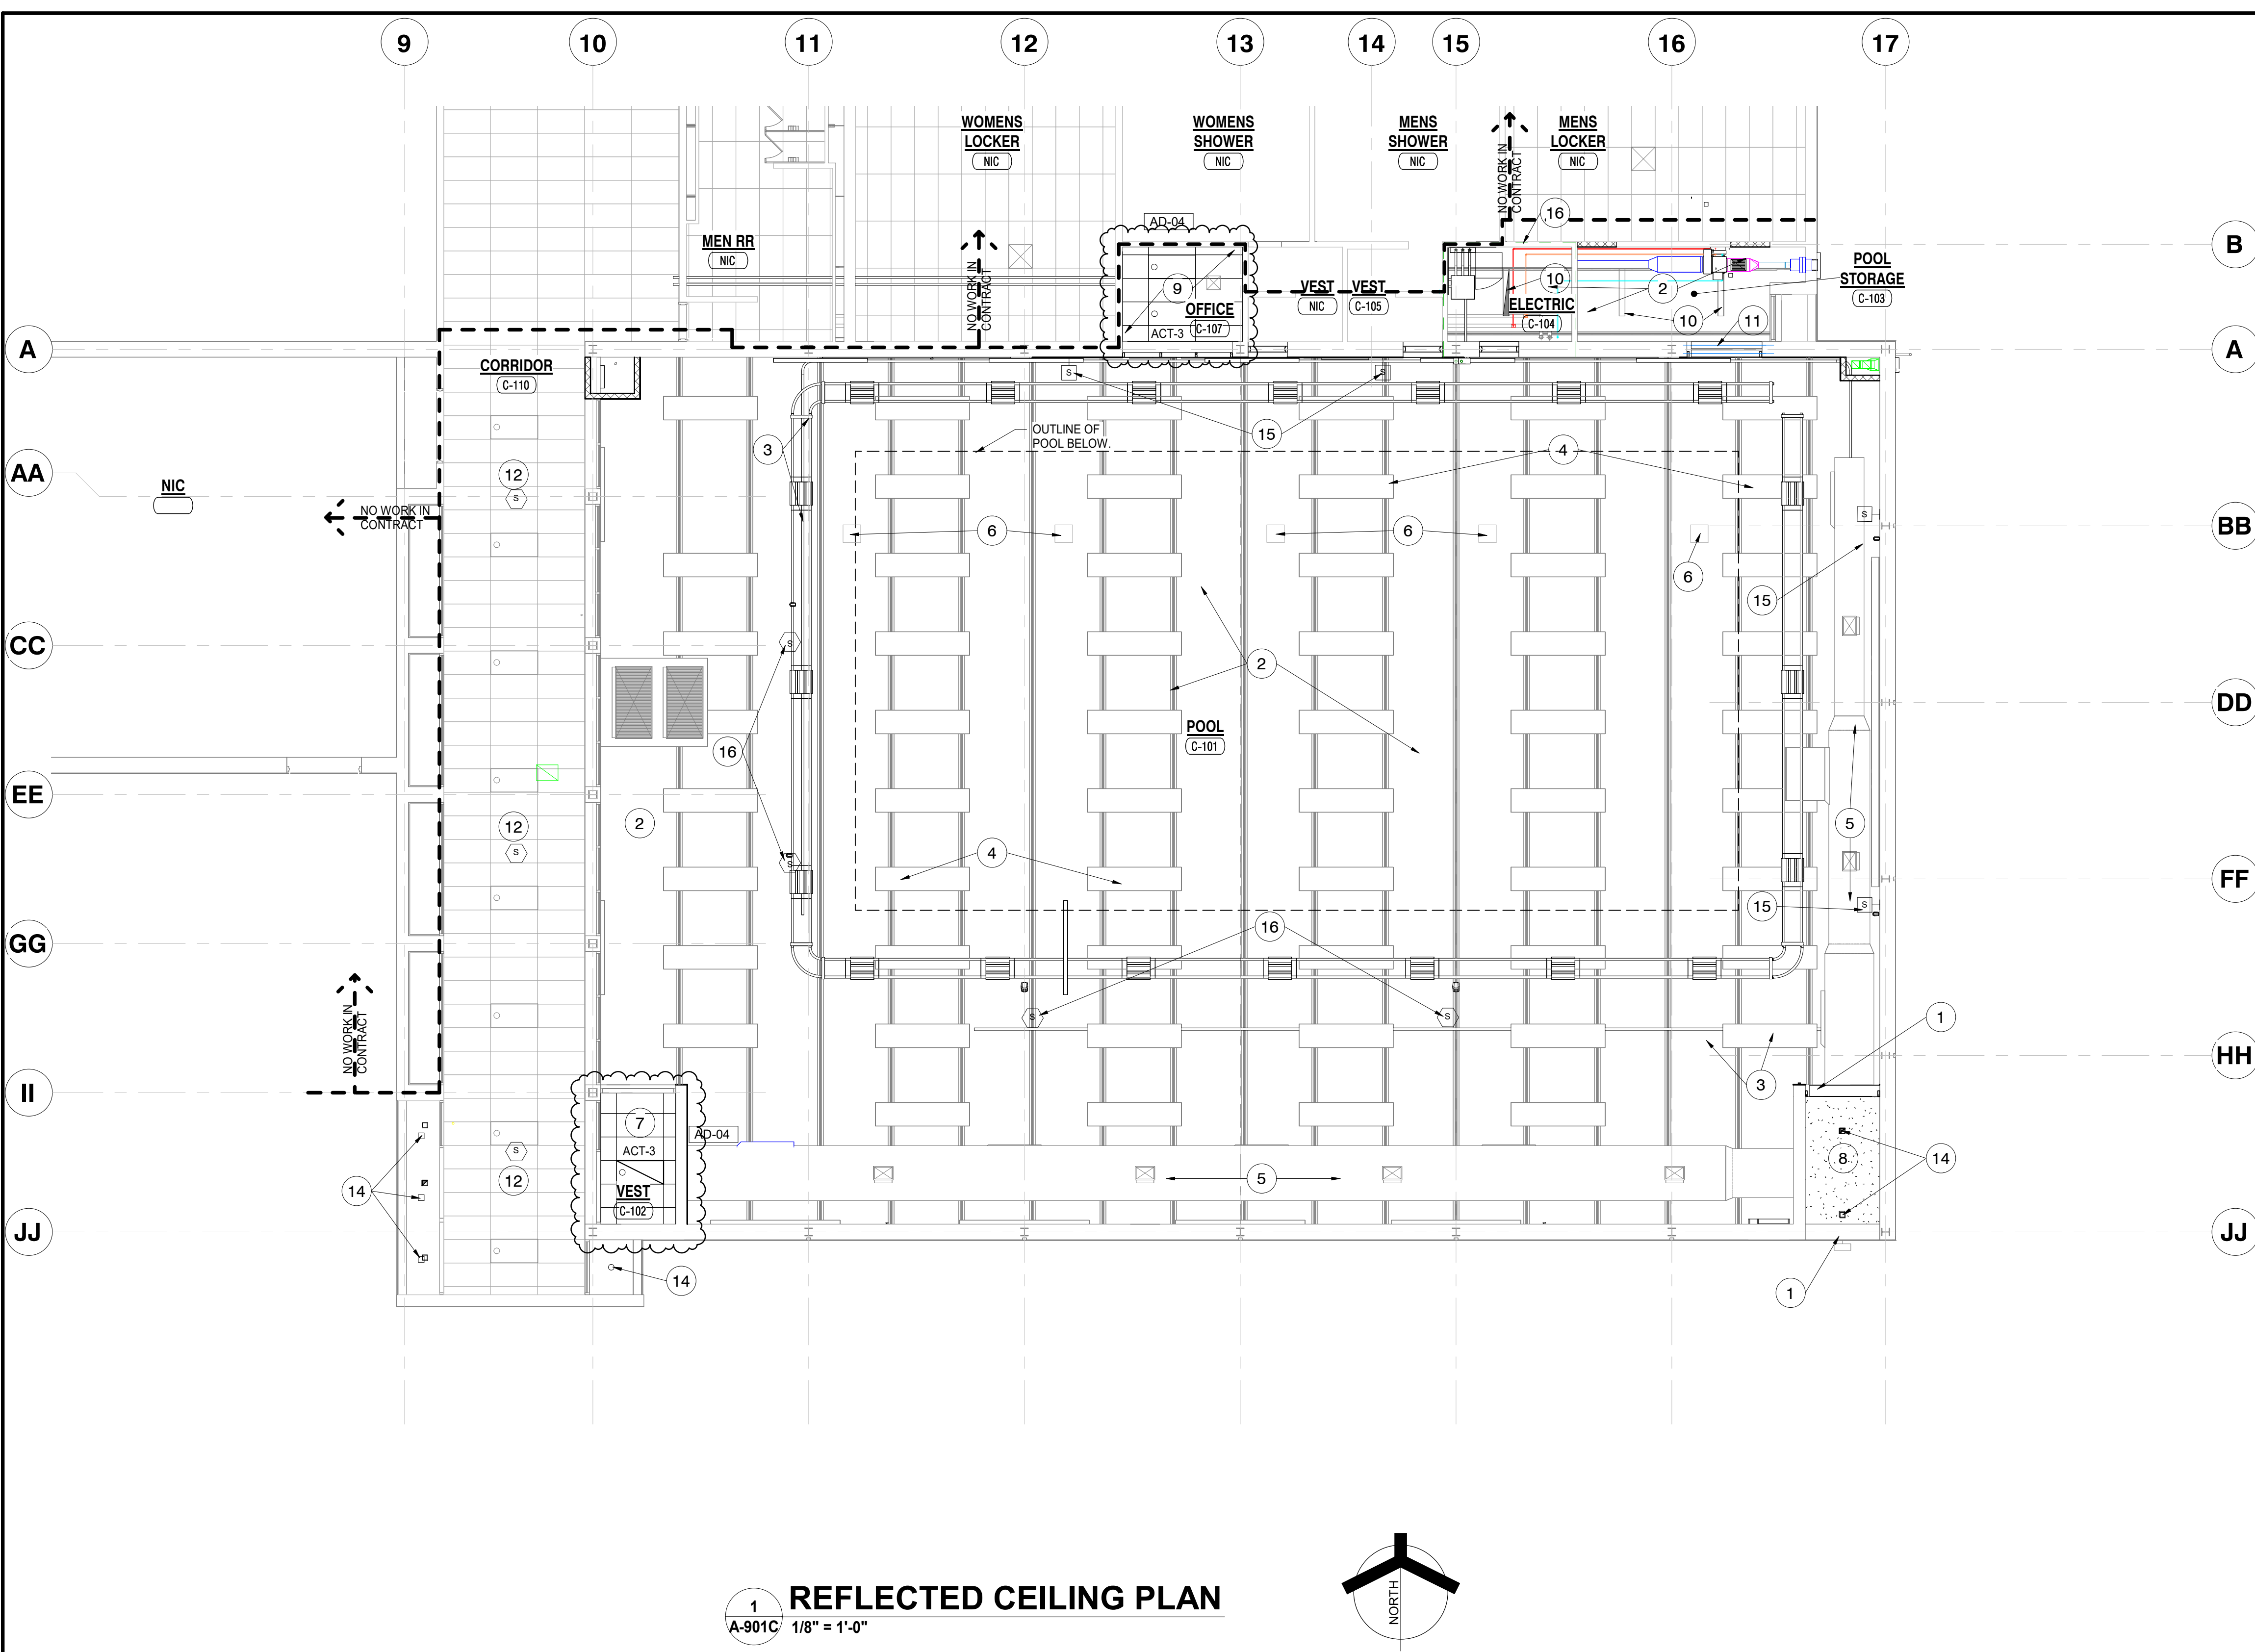 9
10
11
12
13
14
15
16
17
WOMENS
LOCKER
NIC
WOMENS
SHOWER
NIC
MENS
SHOWER
NIC
MENS
LOCKER
NIC
NO WORK IN
CONTRACT
AD-04
16
MEN RR
NIC
B
POOL
STORAGE
C-103
NO WORK IN
CONTRACT
9
OFFICE
ACT-3
C-107
VEST
NIC
VEST
C-105
10
2
ELECTRIC
C-104
10
11
A
A
CORRIDOR
C-110
S
S
15
3
OUTLINE OF
POOL BELOW.
4
AA
NIC
12
S
NO WORK IN
CONTRACT
6
6
6
S
BB
15
CC
S
2
DD
POOL
C-101
16
EE
12
S
2
4
S
5
FF
15
S
GG
16
S
S
NO WORK IN
CONTRACT
1
HH
3
II
7
AD-04
ACT-3
S
12
VEST
C-102
14
5
8
14
JJ
JJ
14
1
1
A-901C
REFLECTED CEILING PLAN
1/8" = 1'-0"
NORTH